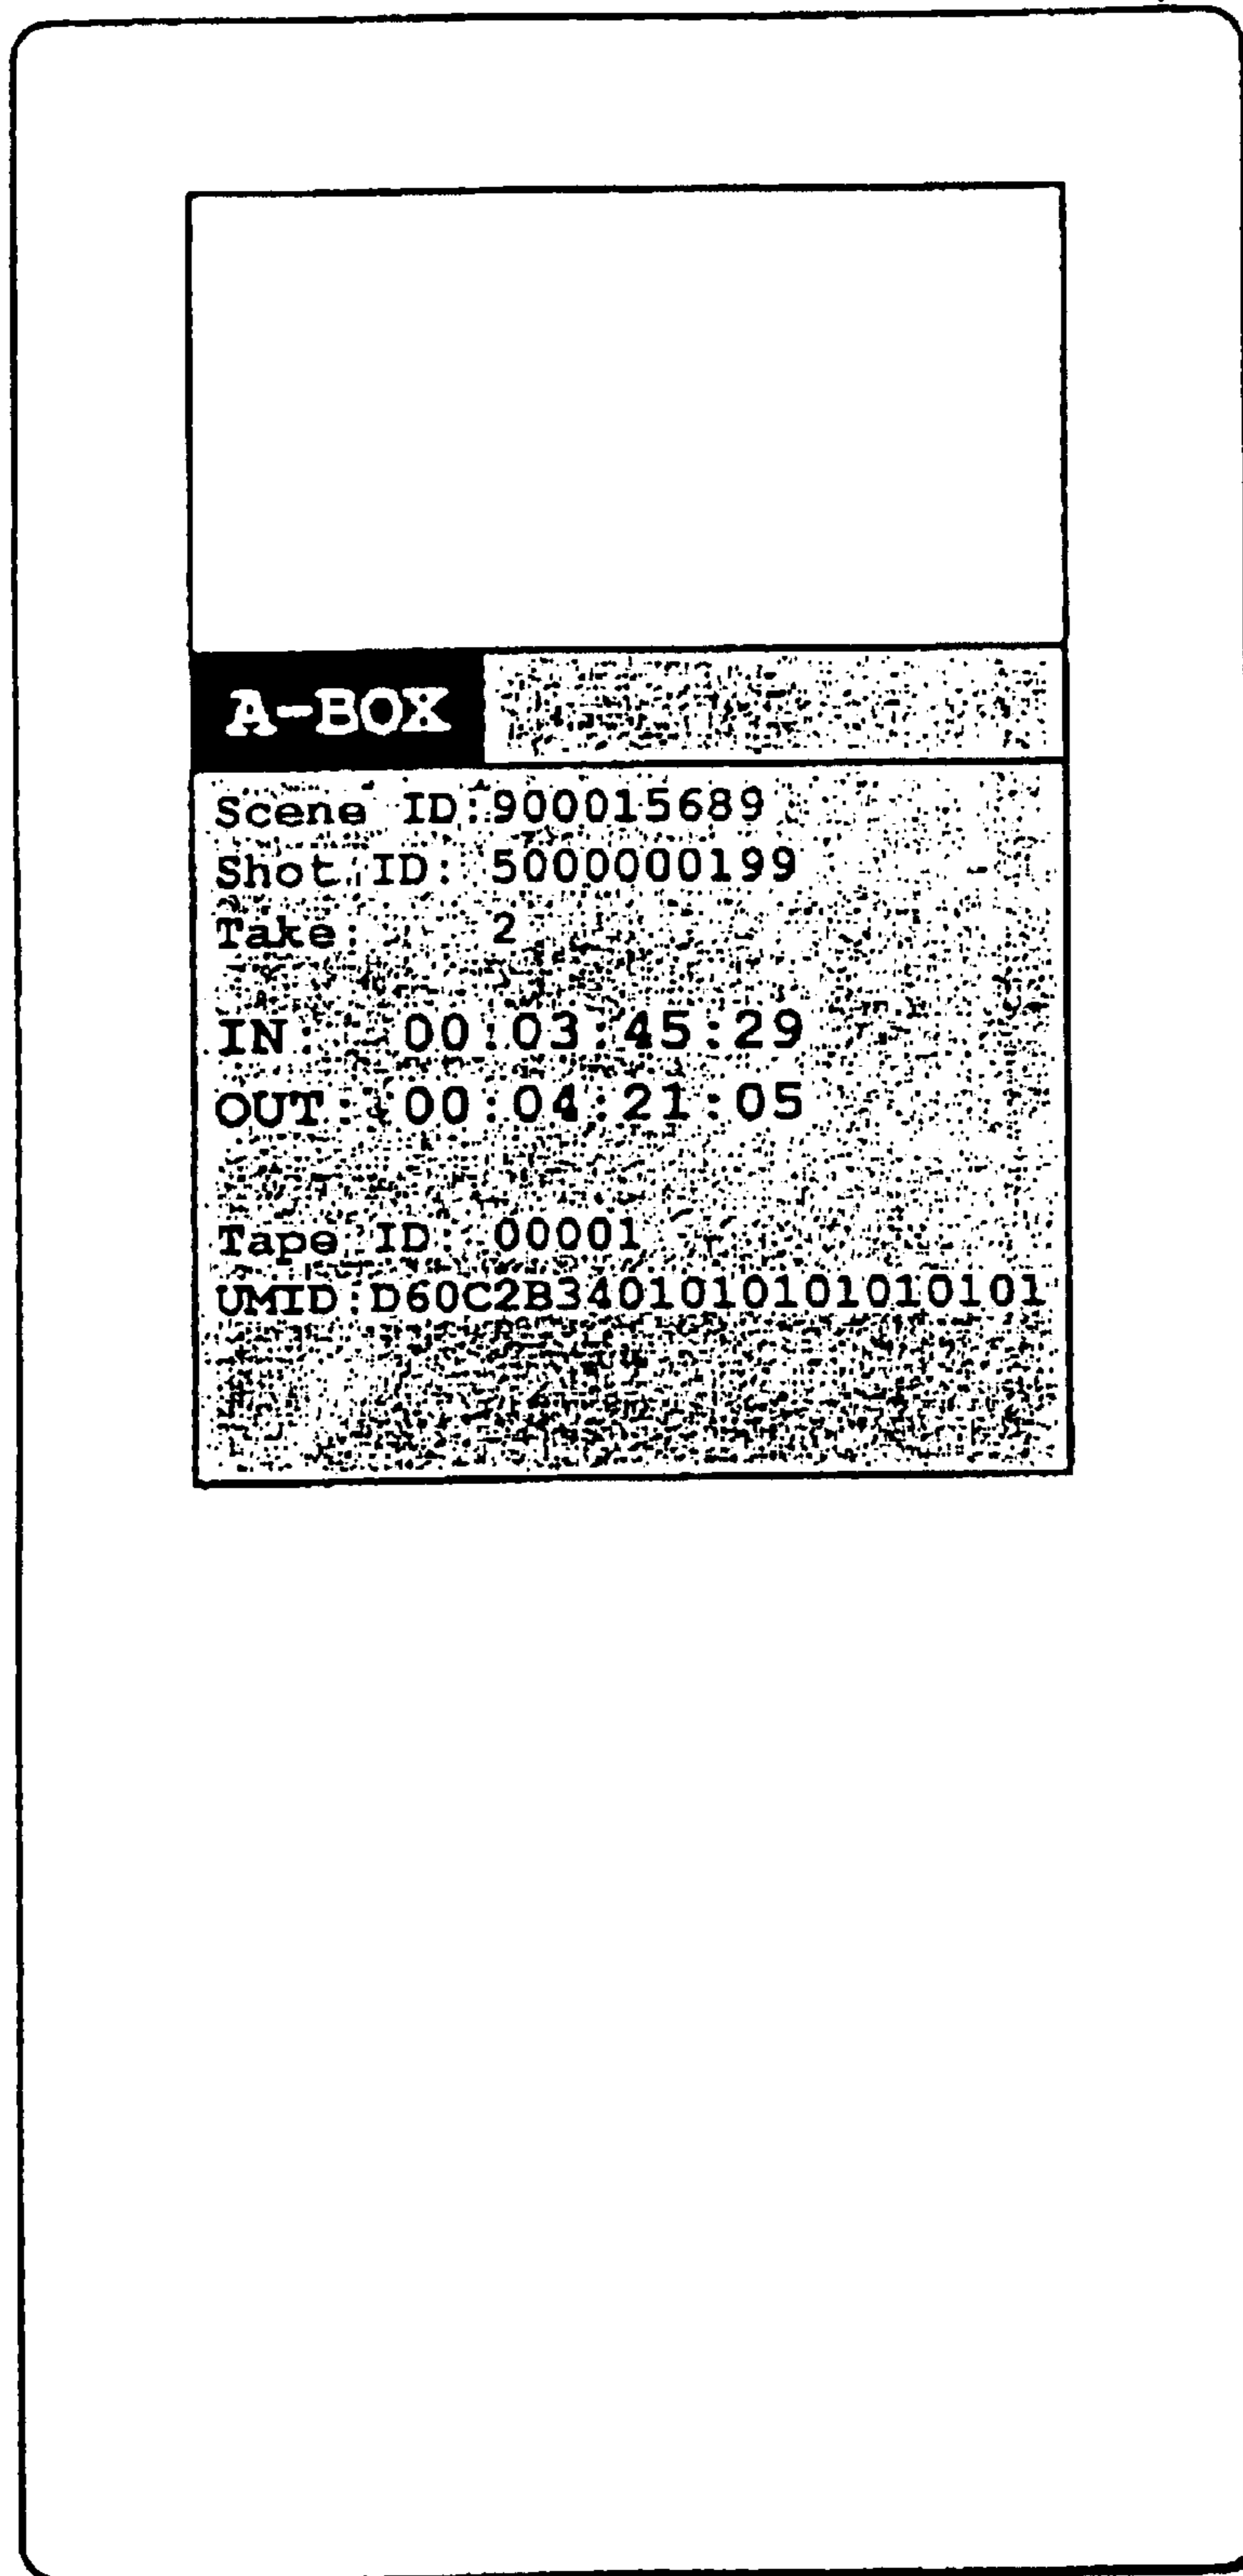 A-BOX
Scene ID:900015689
Shot ID: 5000000199
Take: 2
IN: 00:03:45:29
OUT: 00:04:21:05
Tape ID: 00001
UMID:D60C2B3401010101010101